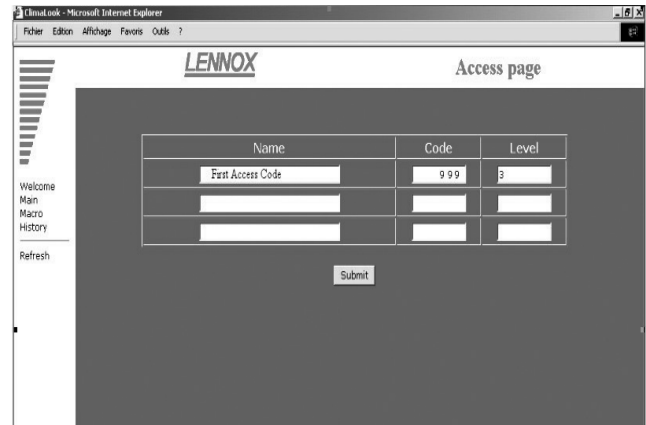 ClimaLook - Microsoft Internet Explorer
Fichier Edition Affichage Favoris Outils ?
LENNOX
Access page
Welcome
Main
Macro
History
Refresh
Name Code Level
First Access Code 999 3
Submit